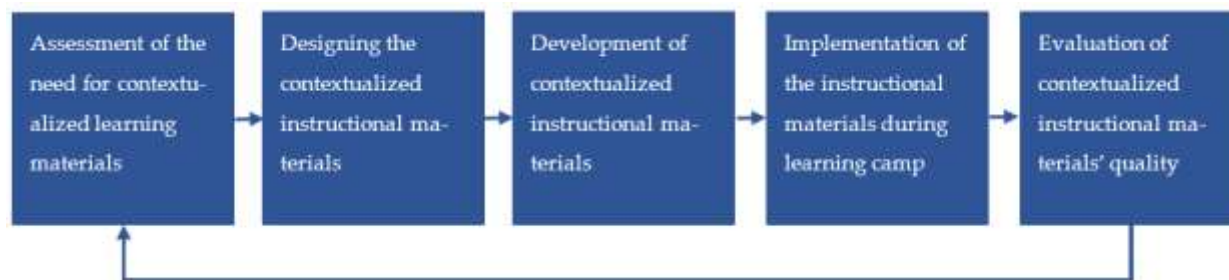 Assessment of the
need for contextu-
alized learning
materials
Designing the
contextualized
instructional ma-
terials
Development of
contextualized
instructional ma-
terials
Implementation of
the instructional
materials during
learning camp
Evaluation of
contextualized
instructional ma-
terials' quality